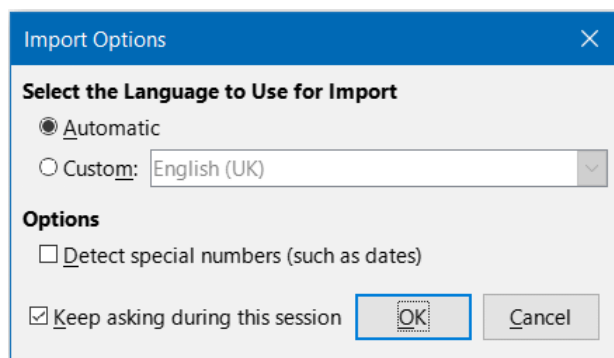 Import Options
Select the Language to Use for Import
Automatic
Custom: English (UK)
Options
Detect special numbers (such as dates)
Keep asking during this session OK Cancel